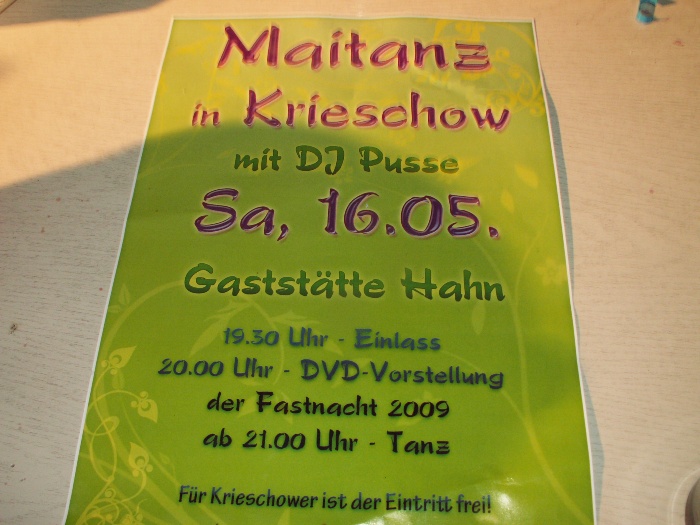 Maitanz
in Krieschow
mit DJ Pusse
Sa, 16.05.
Gaststätte Hahn
19.30 Uhr - Einlass
20.00 Uhr - DVD-Vorstellung
der Fastnacht 2009
ab 21.00 Uhr - Tanz
Für Krieschower ist der Eintritt frei!